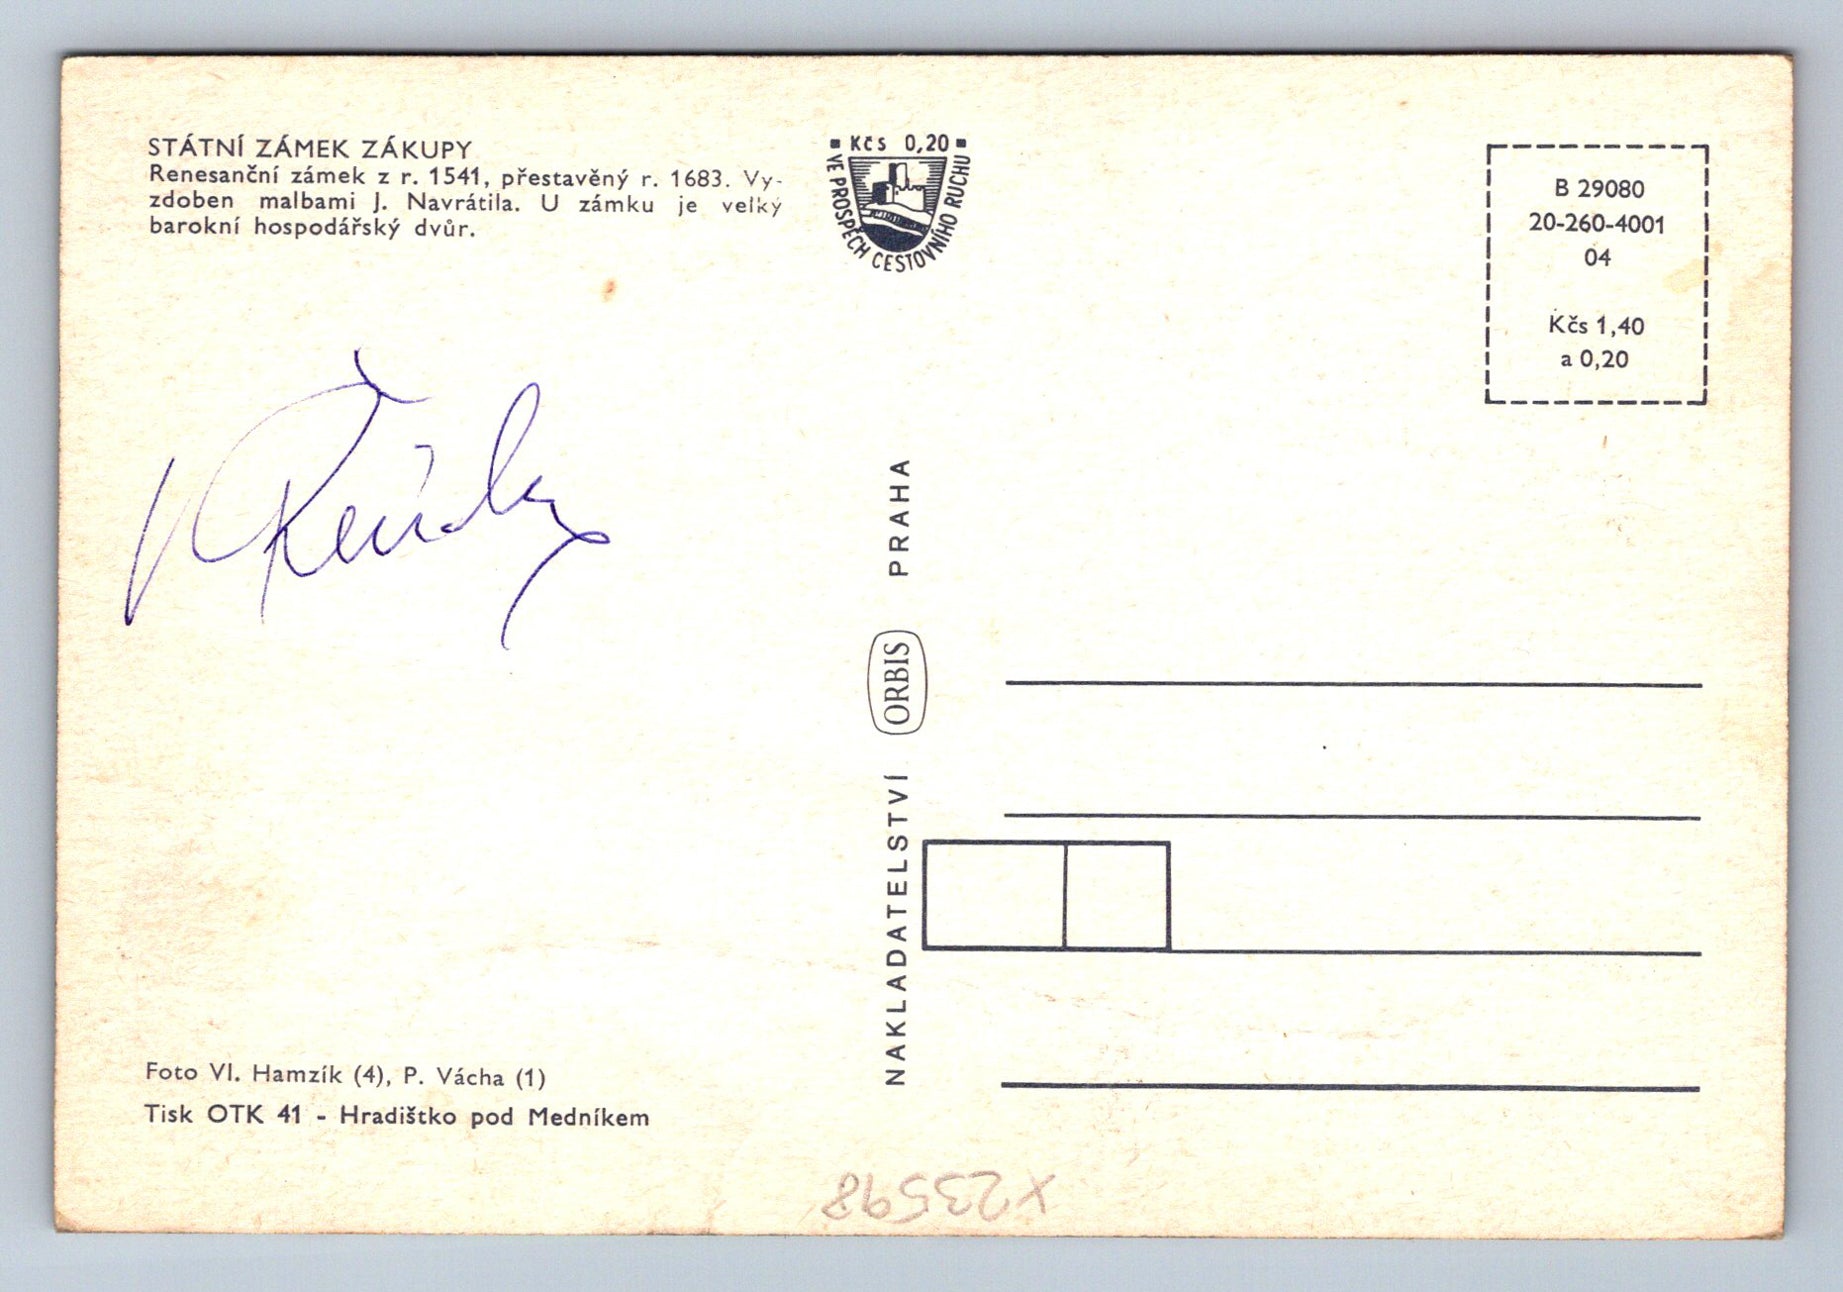 STÁTNÍ ZÁMEK ZÁKUPY
Renesanční zámek z r. 1541, přestavěný r. 1683. Vy-
zdoben malbami J. Navrátila. U zámku je velký
barokní hospodářský dvůr.
Kčs 0,20
VE PROSPĚCH CESTOVNÍHO RUCHU
B 29080
20-260-4001
04
Kčs 1,40
a 0,20
NAKLADATELSTVÍ ORBIS PRAHA
Foto Vl. Hamzík (4), P. Vácha (1)
Tisk OTK 41 - Hradištko pod Medníkem
X23598